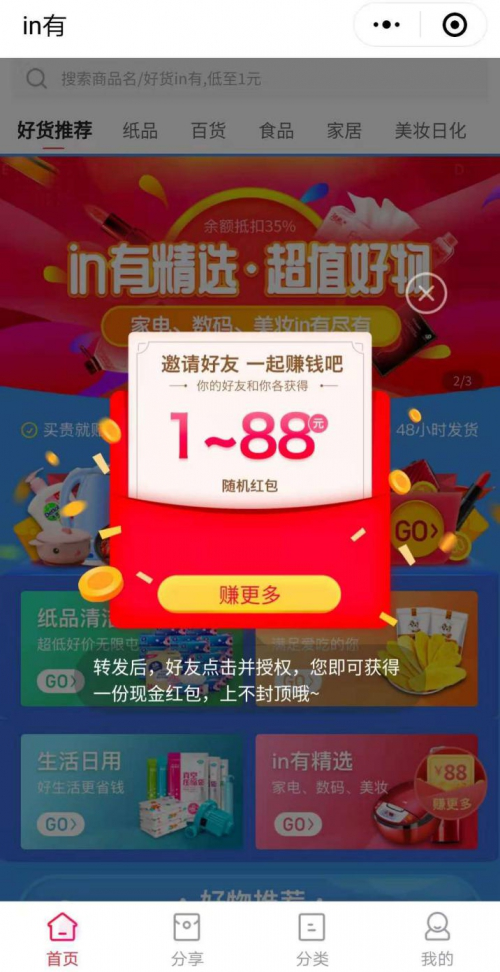 in有
搜索商品名/好货in有,低至1元
好货推荐 纸品 百货 食品 家居 美妆日化
余额抵扣35%
in有精选·超值好物
家电、数码、美妆in有尽有
2/3
邀请好友 一起赚钱吧
你的好友和你各获得
1~88元
随机红包
买贵就赔
48小时发货
GO
赚更多
纸品清洁
超低好价无限屯
GO
满足爱吃的你
转发后，好友点击并授权，您即可获得
一份现金红包，上不封顶哦~
生活日用
好生活更省钱
GO
in有精选
家电、数码、美妆
GO
¥88
赚更多
好物推荐
首页 分享 分类 我的